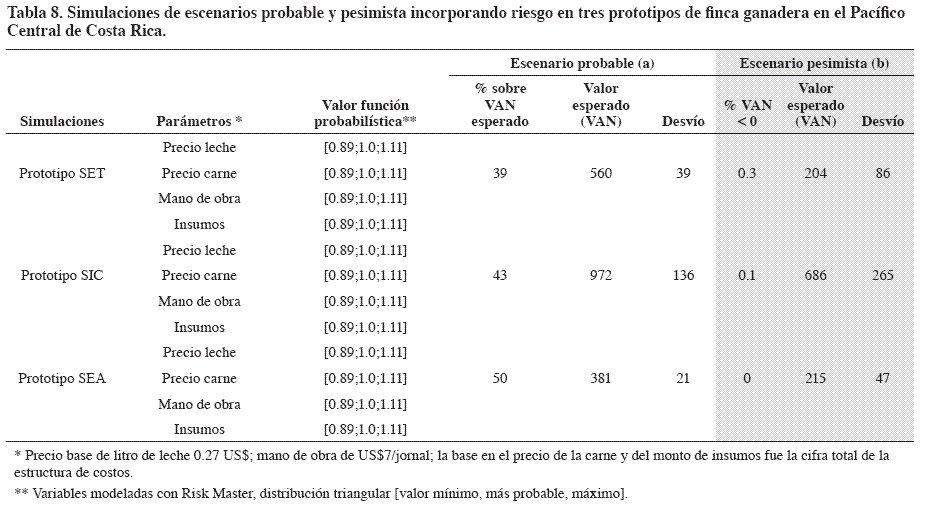 Tabla 8. Simulaciones de escenarios probable y pesimista incorporando riesgo en tres prototipos de finca ganadera en el Pacífico
Central de Costa Rica.
Escenario probable (a) Escenario pesimista (b)
% sobre Valor Valor
Valor función VAN esperado % VAN esperado
Simulaciones Parámetros * probabilística** esperado (VAN) Desvío < 0 (VAN) Desvío
Precio leche [0.89;1.0;1.11]
Prototipo SET Precio carne [0.89;1.0;1.11] 39 560 39 0.3 204 86
Mano de obra [0.89;1.0;1.11]
Insumos [0.89;1.0;1.11]
Precio leche [0.89;1.0;1.11]
Prototipo SIC Precio carne [0.89;1.0;1.11] 43 972 136 0.1 686 265
Mano de obra [0.89;1.0;1.11]
Insumos [0.89;1.0;1.11]
Precio leche [0.89;1.0;1.11]
Prototipo SEA Precio carne [0.89;1.0;1.11] 50 381 21 0 215 47
Mano de obra [0.89;1.0;1.11]
Insumos [0.89;1.0;1.11]
* Precio base de litro de leche 0.27 US$; mano de obra de US$7/jornal; la base en el precio de la carne y del monto de insumos fue la cifra total de la
estructura de costos.
** Variables modeladas con Risk Master, distribución triangular [valor mínimo, más probable, máximo].